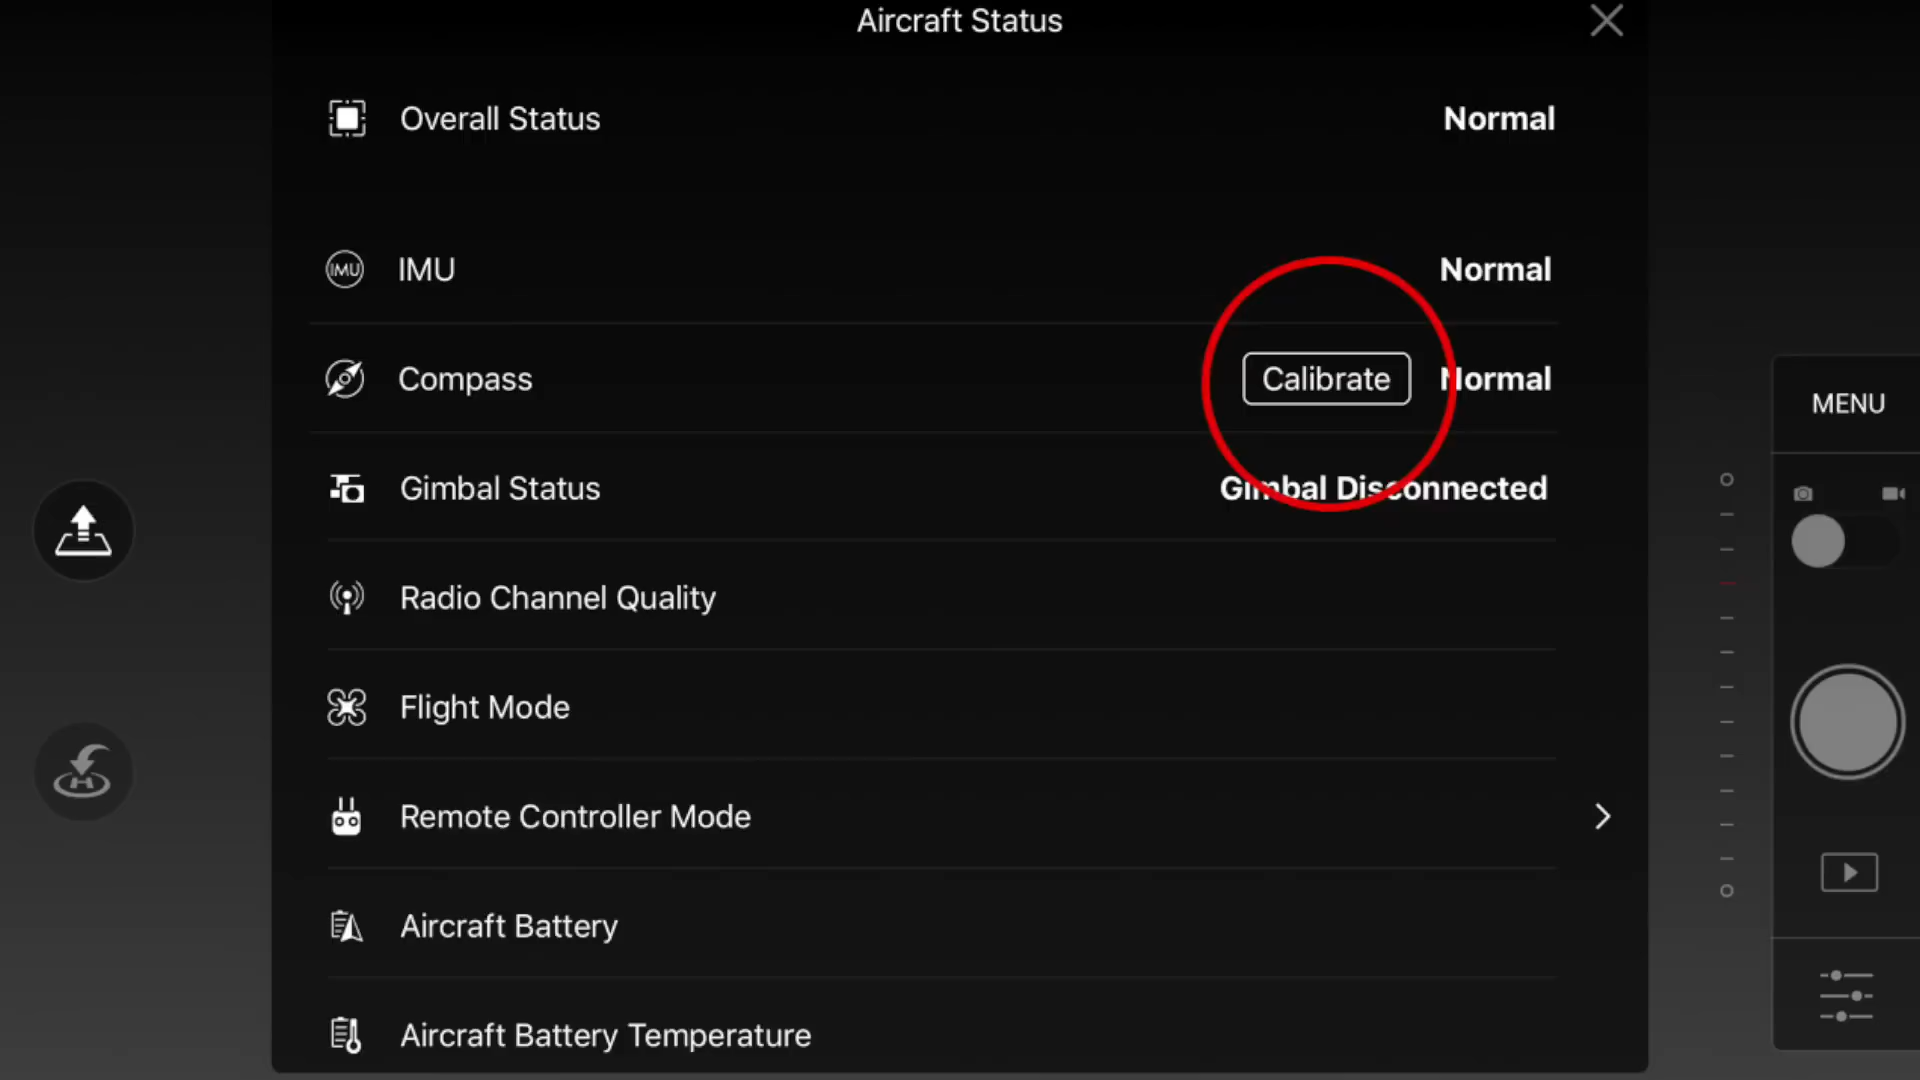 Aircraft Status
Overall Status Normal
IMU IMU Normal
Compass Calibrate Normal
Gimbal Status Gimbal Disconnected
MENU
Radio Channel Quality
Flight Mode
H
Remote Controller Mode
Aircraft Battery
Aircraft Battery Temperature